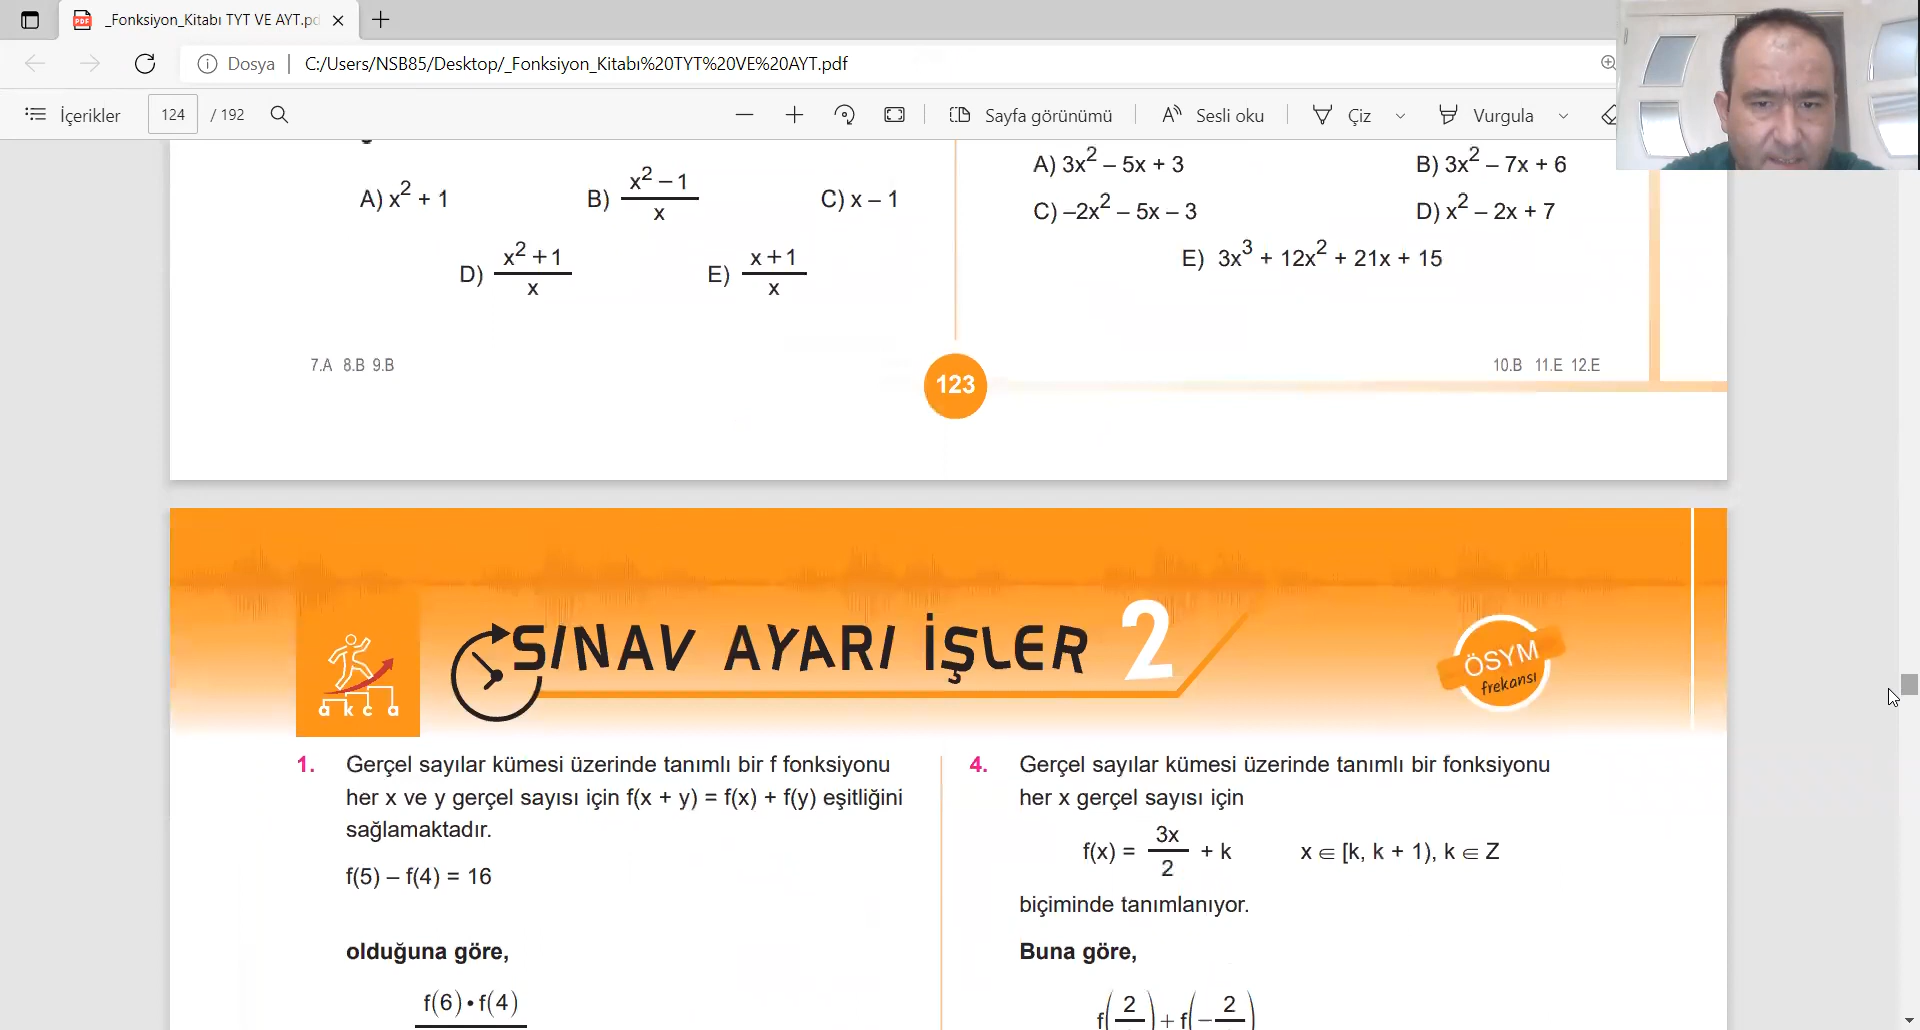 _Fonksiyon_Kitabı TYT VE AYT.pd
Dosya
C:/Users/NSB85/Desktop/_Fonksiyon_Kitabı%20TYT%20VE%20AYT.pdf
İçerikler
124 / 192
Sayfa görünümü
Sesli oku
Çiz
Vurgula
A) x² + 1
B) (x² – 1)/x
C) x – 1
D) (x² + 1)/x
E) (x + 1)/x
7.A 8.B 9.B
A) 3x² – 5x + 3
B) 3x² – 7x + 6
C) –2x² – 5x – 3
D) x² – 2x + 7
E) 3x³ + 12x² + 21x + 15
10.B 11.E 12.E
123
akca
SINAV AYARI İŞLER 2
ÖSYM
frekansı
1. Gerçel sayılar kümesi üzerinde tanımlı bir f fonksiyonu
her x ve y gerçel sayısı için f(x + y) = f(x) + f(y) eşitliğini
sağlamaktadır.
f(5) – f(4) = 16
olduğuna göre,
f(6)•f(4)
4. Gerçel sayılar kümesi üzerinde tanımlı bir fonksiyonu
her x gerçel sayısı için
f(x) = 3x/2 + k x ∈ [k, k + 1), k ∈ Z
biçiminde tanımlanıyor.
Buna göre,
f(2/ ) + f(–2/ )